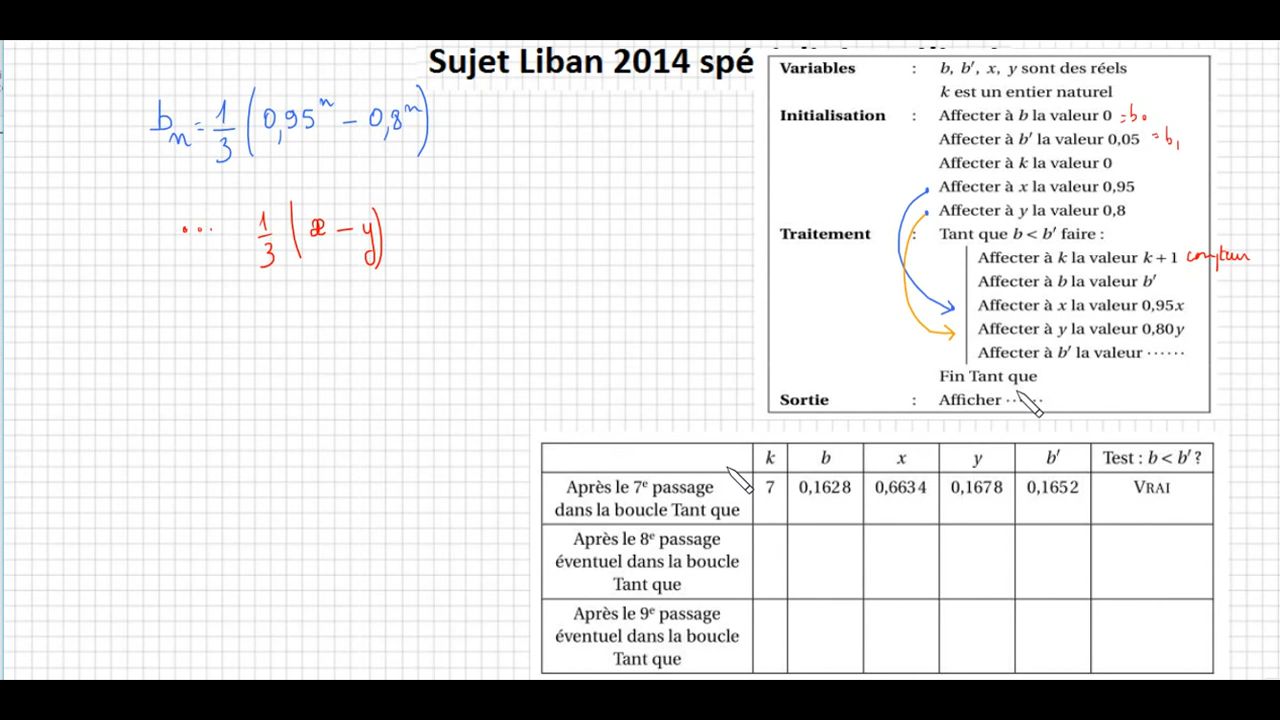 Sujet Liban 2014 spé
b_n = 1/3 (0,95^n − 0,8^n)
... 1/3 (x − y)
Variables : b, b′, x, y sont des réels
k est un entier naturel
Initialisation : Affecter à b la valeur 0 = b₀
Affecter à b′ la valeur 0,05 = b₁
Affecter à k la valeur 0
Affecter à x la valeur 0,95
Affecter à y la valeur 0,8
Traitement : Tant que b < b′ faire :
Affecter à k la valeur k + 1 compteur
Affecter à b la valeur b′
Affecter à x la valeur 0,95x
Affecter à y la valeur 0,80y
Affecter à b′ la valeur ······
Fin Tant que
Sortie : Afficher ······
k b x y b′ Test : b < b′ ?
Après le 7e passage
dans la boucle Tant que 7 0,1628 0,6634 0,1678 0,1652 VRAI
Après le 8e passage
éventuel dans la boucle
Tant que
Après le 9e passage
éventuel dans la boucle
Tant que